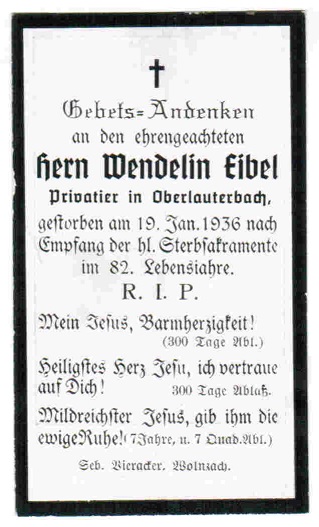 Gebets=Andenken
an den ehrengeachteten
Hern Wendelin Eibel
Privatier in Oberlauterbach,
gestorben am 19. Jan. 1936 nach
Empfang der hl. Sterbsakramente
im 82. Lebensiahre.
R. I. P.
Mein Jesus, Barmherzigkeit!
(300 Tage Abl.)
Heiligstes Herz Jesu, ich vertraue
auf Dich! 300 Tage Ablaß.
Mildreichster Jesus, gib ihm die
ewige Ruhe! (7 Jahre, u. 7 Quad. Abl.)
Seb. Vieracker, Wolnzach.